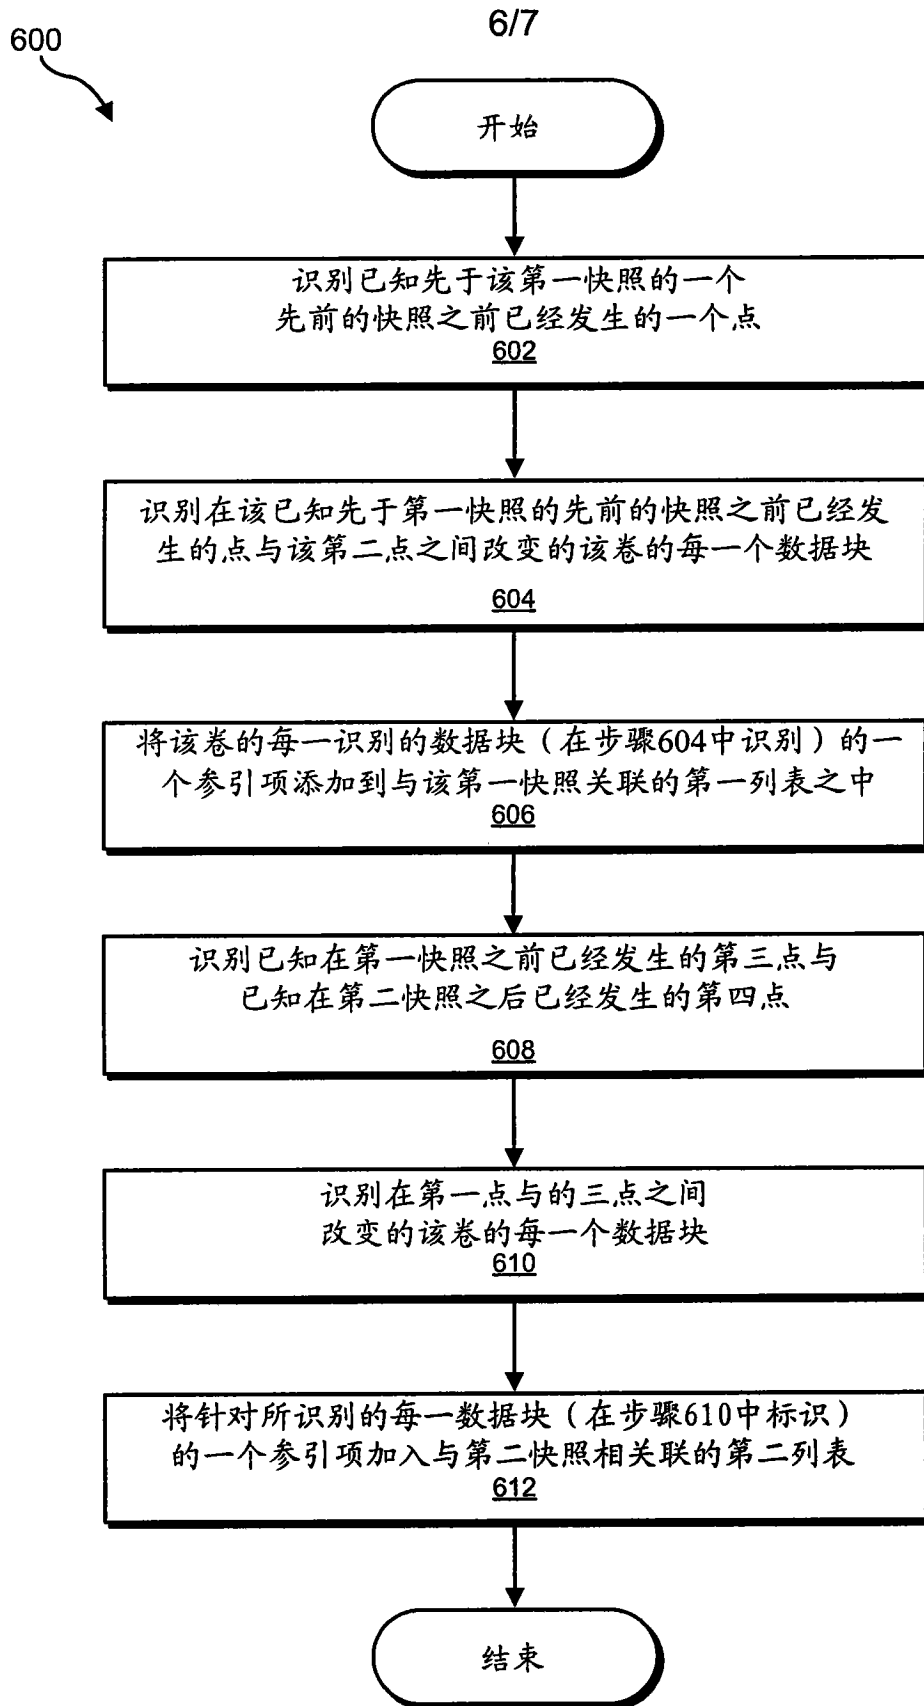 6/7
600
开始
识别已知先于该第一快照的一个
先前的快照之前已经发生的一个点
602
识别在该已知先于第一快照的先前的快照之前已经发
生的点与该第二点之间改变的该卷的每一个数据块
604
将该卷的每一识别的数据块（在步骤604中识别）的一
个参引项添加到与该第一快照关联的第一列表之中
606
识别已知在第一快照之前已经发生的第三点与
已知在第二快照之后已经发生的第四点
608
识别在第一点与的三点之间
改变的该卷的每一个数据块
610
将针对所识别的每一数据块（在步骤610中标识）
的一个参引项加入与第二快照相关联的第二列表
612
结束